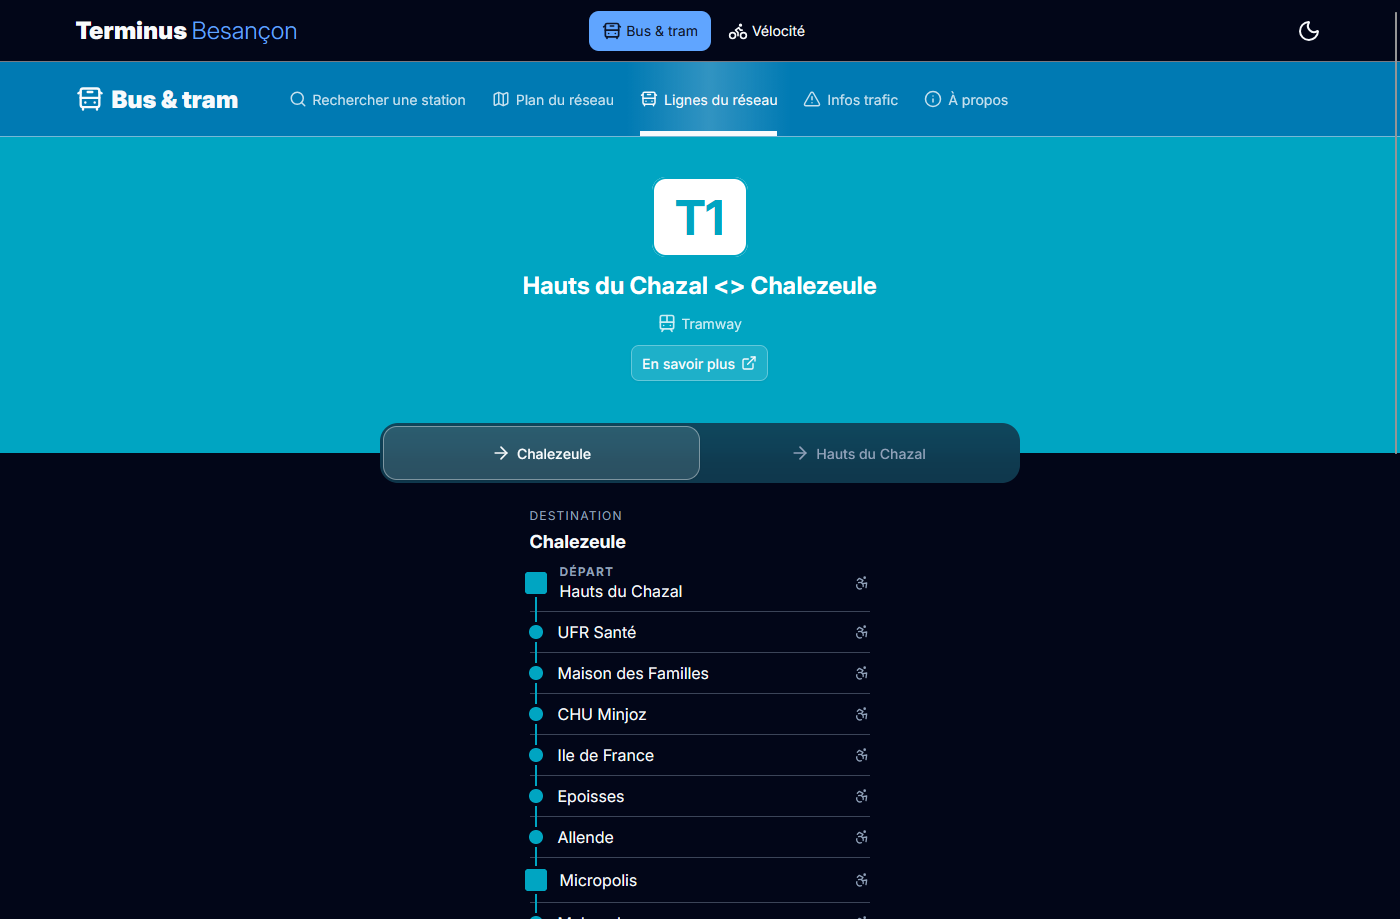 Terminus Besançon
Bus & tram
Vélocité
Bus & tram
Rechercher une station
Plan du réseau
Lignes du réseau
Infos trafic
À propos
T1
Hauts du Chazal <> Chalezeule
Tramway
En savoir plus
Chalezeule
Hauts du Chazal
DESTINATION
Chalezeule
DÉPART
Hauts du Chazal
UFR Santé
Maison des Familles
CHU Minjoz
Ile de France
Epoisses
Allende
Micropolis